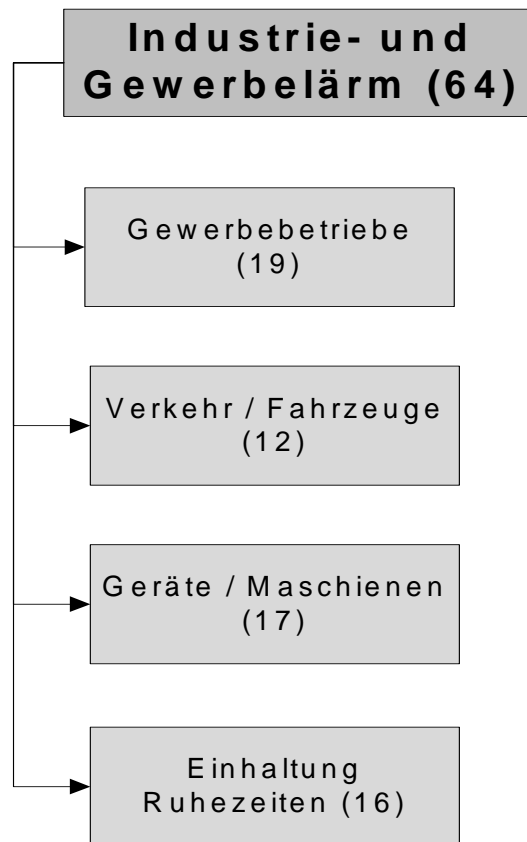 Industrie- und
Gewerbelärm (64)
Gewerbebetriebe
(19)
Verkehr / Fahrzeuge
(12)
Geräte / Maschienen
(17)
Einhaltung
Ruhezeiten (16)